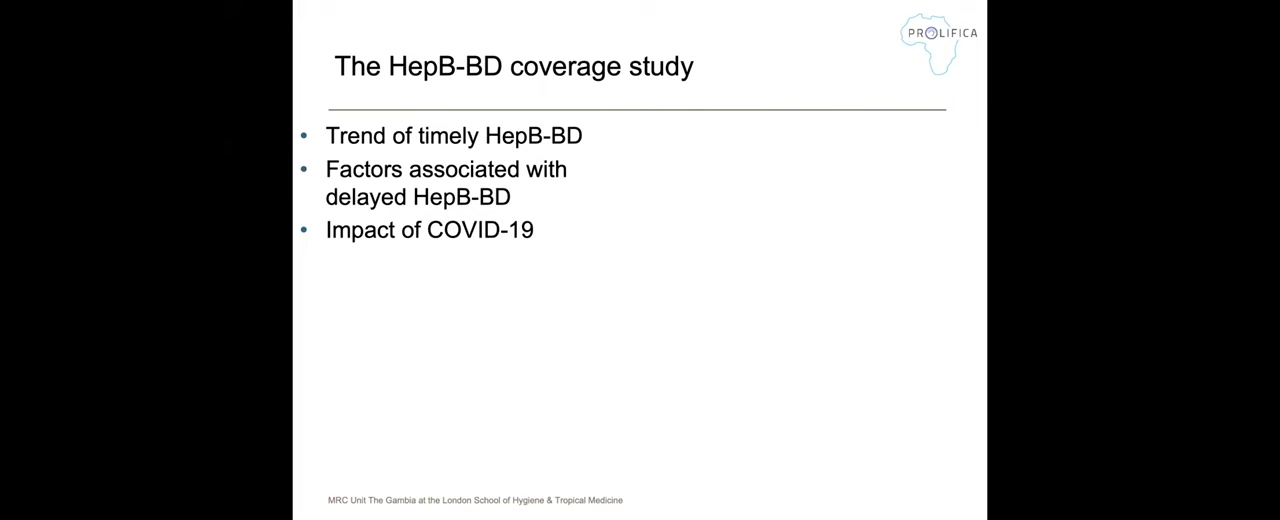 PROLIFICA
The HepB-BD coverage study
• Trend of timely HepB-BD
• Factors associated with
delayed HepB-BD
• Impact of COVID-19
MRC Unit The Gambia at the London School of Hygiene & Tropical Medicine